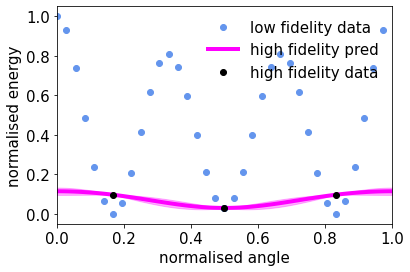 1.0
0.8
0.6
0.4
0.2
0.0
normalised energy
low fidelity data
high fidelity pred
high fidelity data
0.0 0.2 0.4 0.6 0.8 1.0
normalised angle